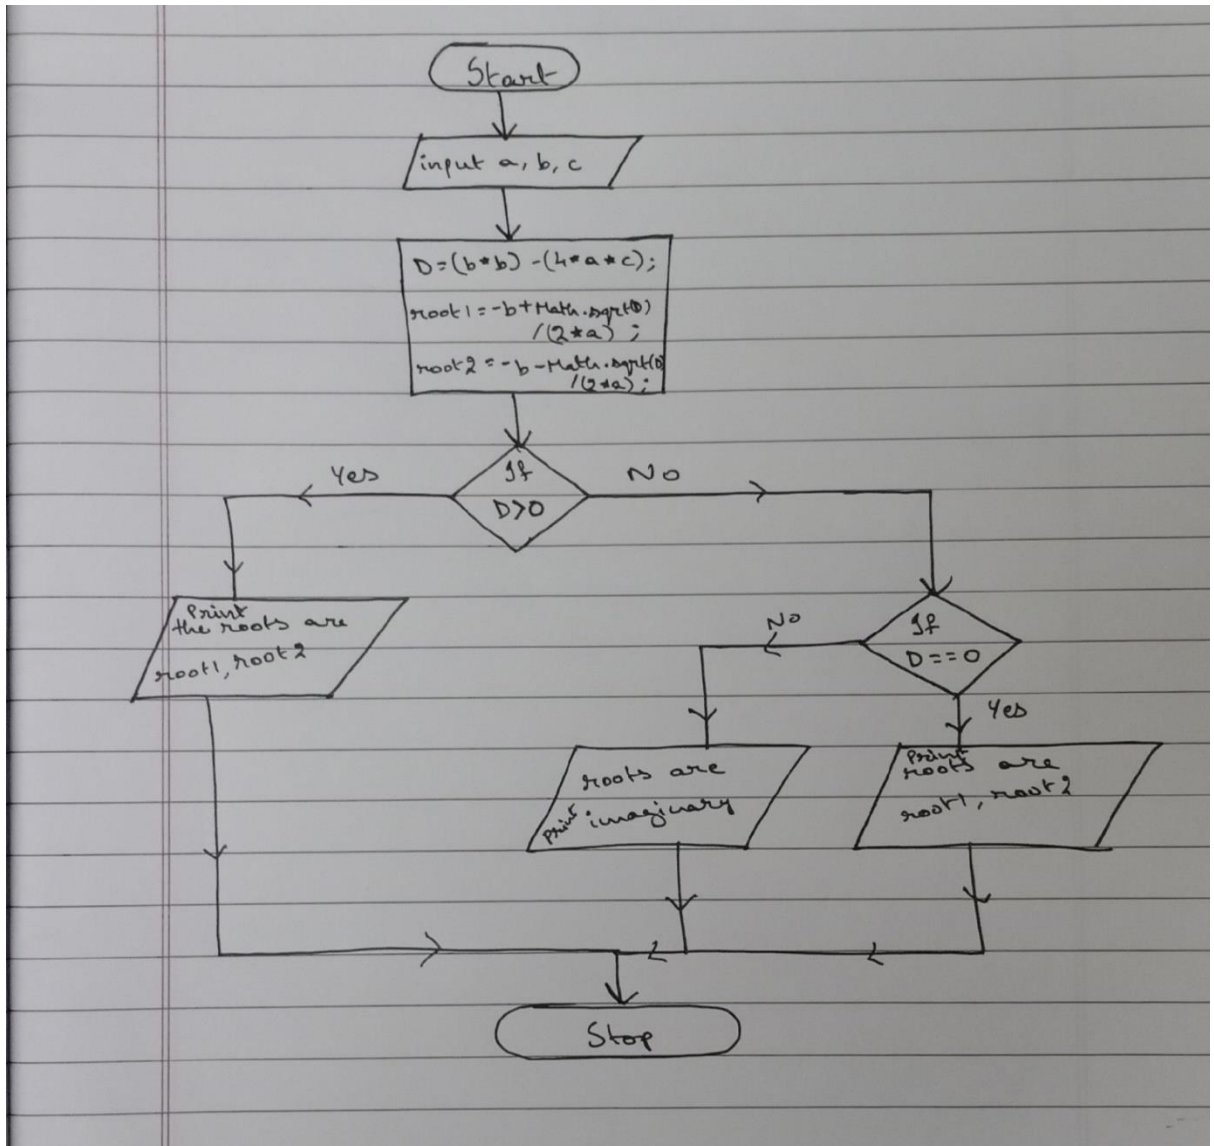 Start
input a, b, c
D=(b*b) -(4*a*c);
root1=-b+Math.sqrt(D)
/(2*a) ;
root2=-b-Math.sqrt(D)
/(2*a);
If
D>0
Yes
No
Print
the roots are
root1, root2
If
D==0
No
Yes
roots are
print imaginary
Print
roots are
root1, root2
Stop